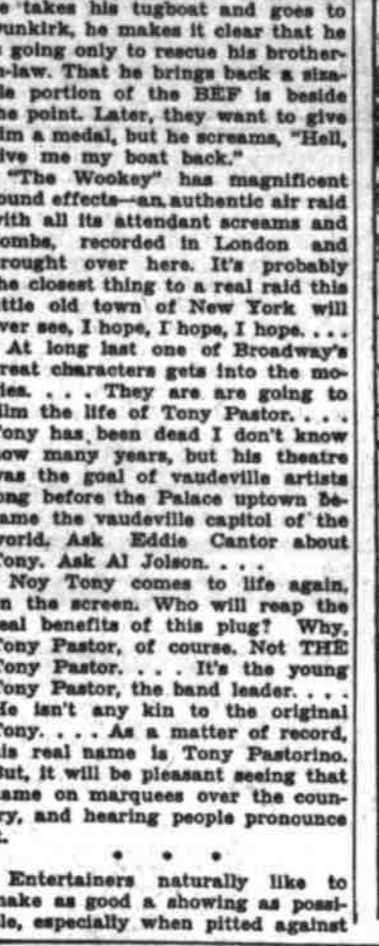 e takes his tugboat and goes to
unkirk, he makes it clear that he
s going only to rescue his brother-
n-law. That he brings back a siza-
le portion of the BEF is beside
he point. Later, they want to give
im a medal, but he screams, "Hell,
ive me my boat back."
"The Wookey" has magnificent
ound effects—an authentic air raid
ith all its attendant screams and
ombs, recorded in London and
rought over here. It's probably
he closest thing to a real raid this
ittle old town of New York will
ver see, I hope, I hope, I hope. . . .
At long last one of Broadway's
reat characters gets into the mo-
ies. . . . They are are going to
ilm the life of Tony Pastor. . . .
ony has been dead I don't know
ow many years, but his theatre
as the goal of vaudeville artists
ong before the Palace uptown be-
ame the vaudeville capitol of the
orld. Ask Eddie Cantor about
ony. Ask Al Jolson. . . .
Noy Tony comes to life again,
n the screen. Who will reap the
eal benefits of this plug? Why,
ony Pastor, of course. Not THE
ony Pastor. . . . It's the young
ony Pastor, the band leader. . . .
He isn't any kin to the original
ony. . . . As a matter of record,
is real name is Tony Pastorino.
But, it will be pleasant seeing that
ame on marquees over the coun-
ry, and hearing people pronounce
t.
* * *
Entertainers naturally like to
make as good a showing as possi-
le, especially when pitted against